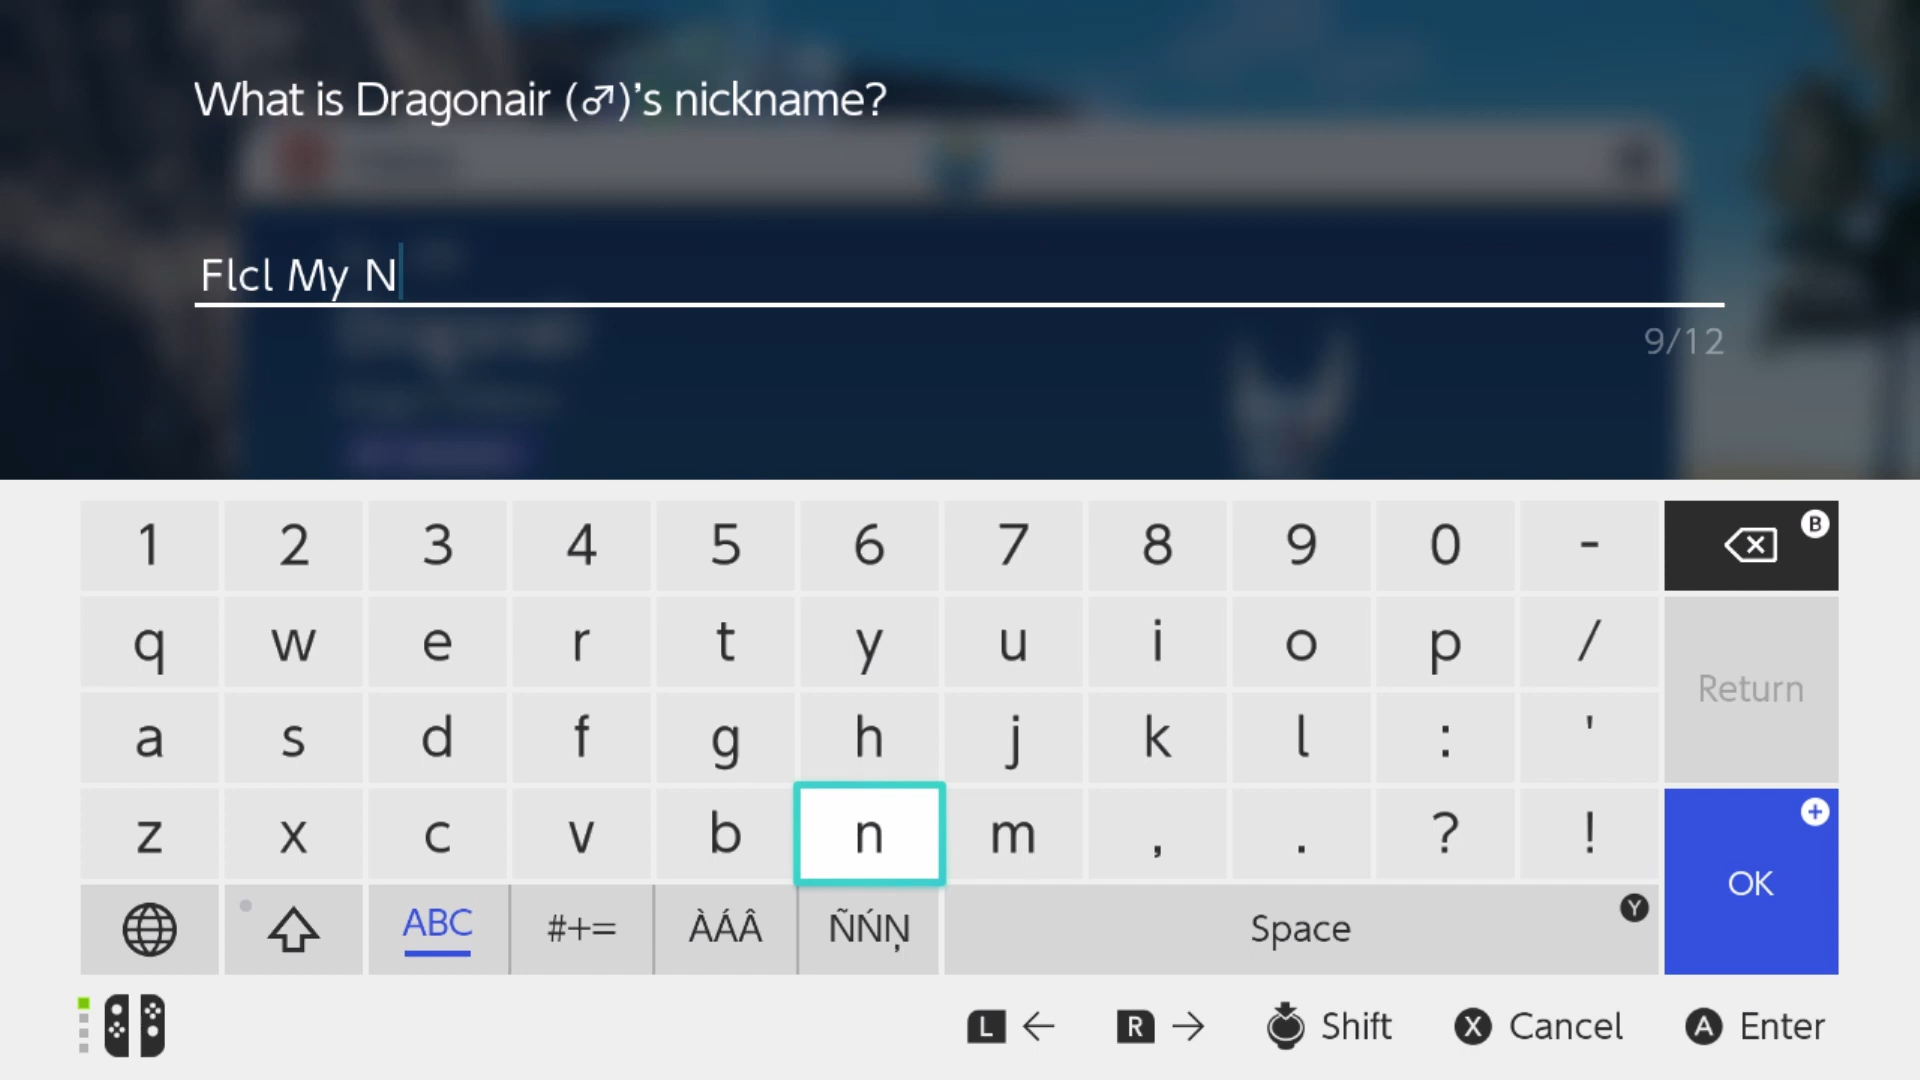 What is Dragonair (♂)'s nickname?
Flcl My N
9/12
1 2 3 4 5 6 7 8 9 0 - B
q w e r t y u i o p / Return
a s d f g h j k l : '
z x c v b n m , . ? ! +
ABC #+= ÀÁÂ ÑŃŅ Space Y OK
L ← R → Shift X Cancel A Enter